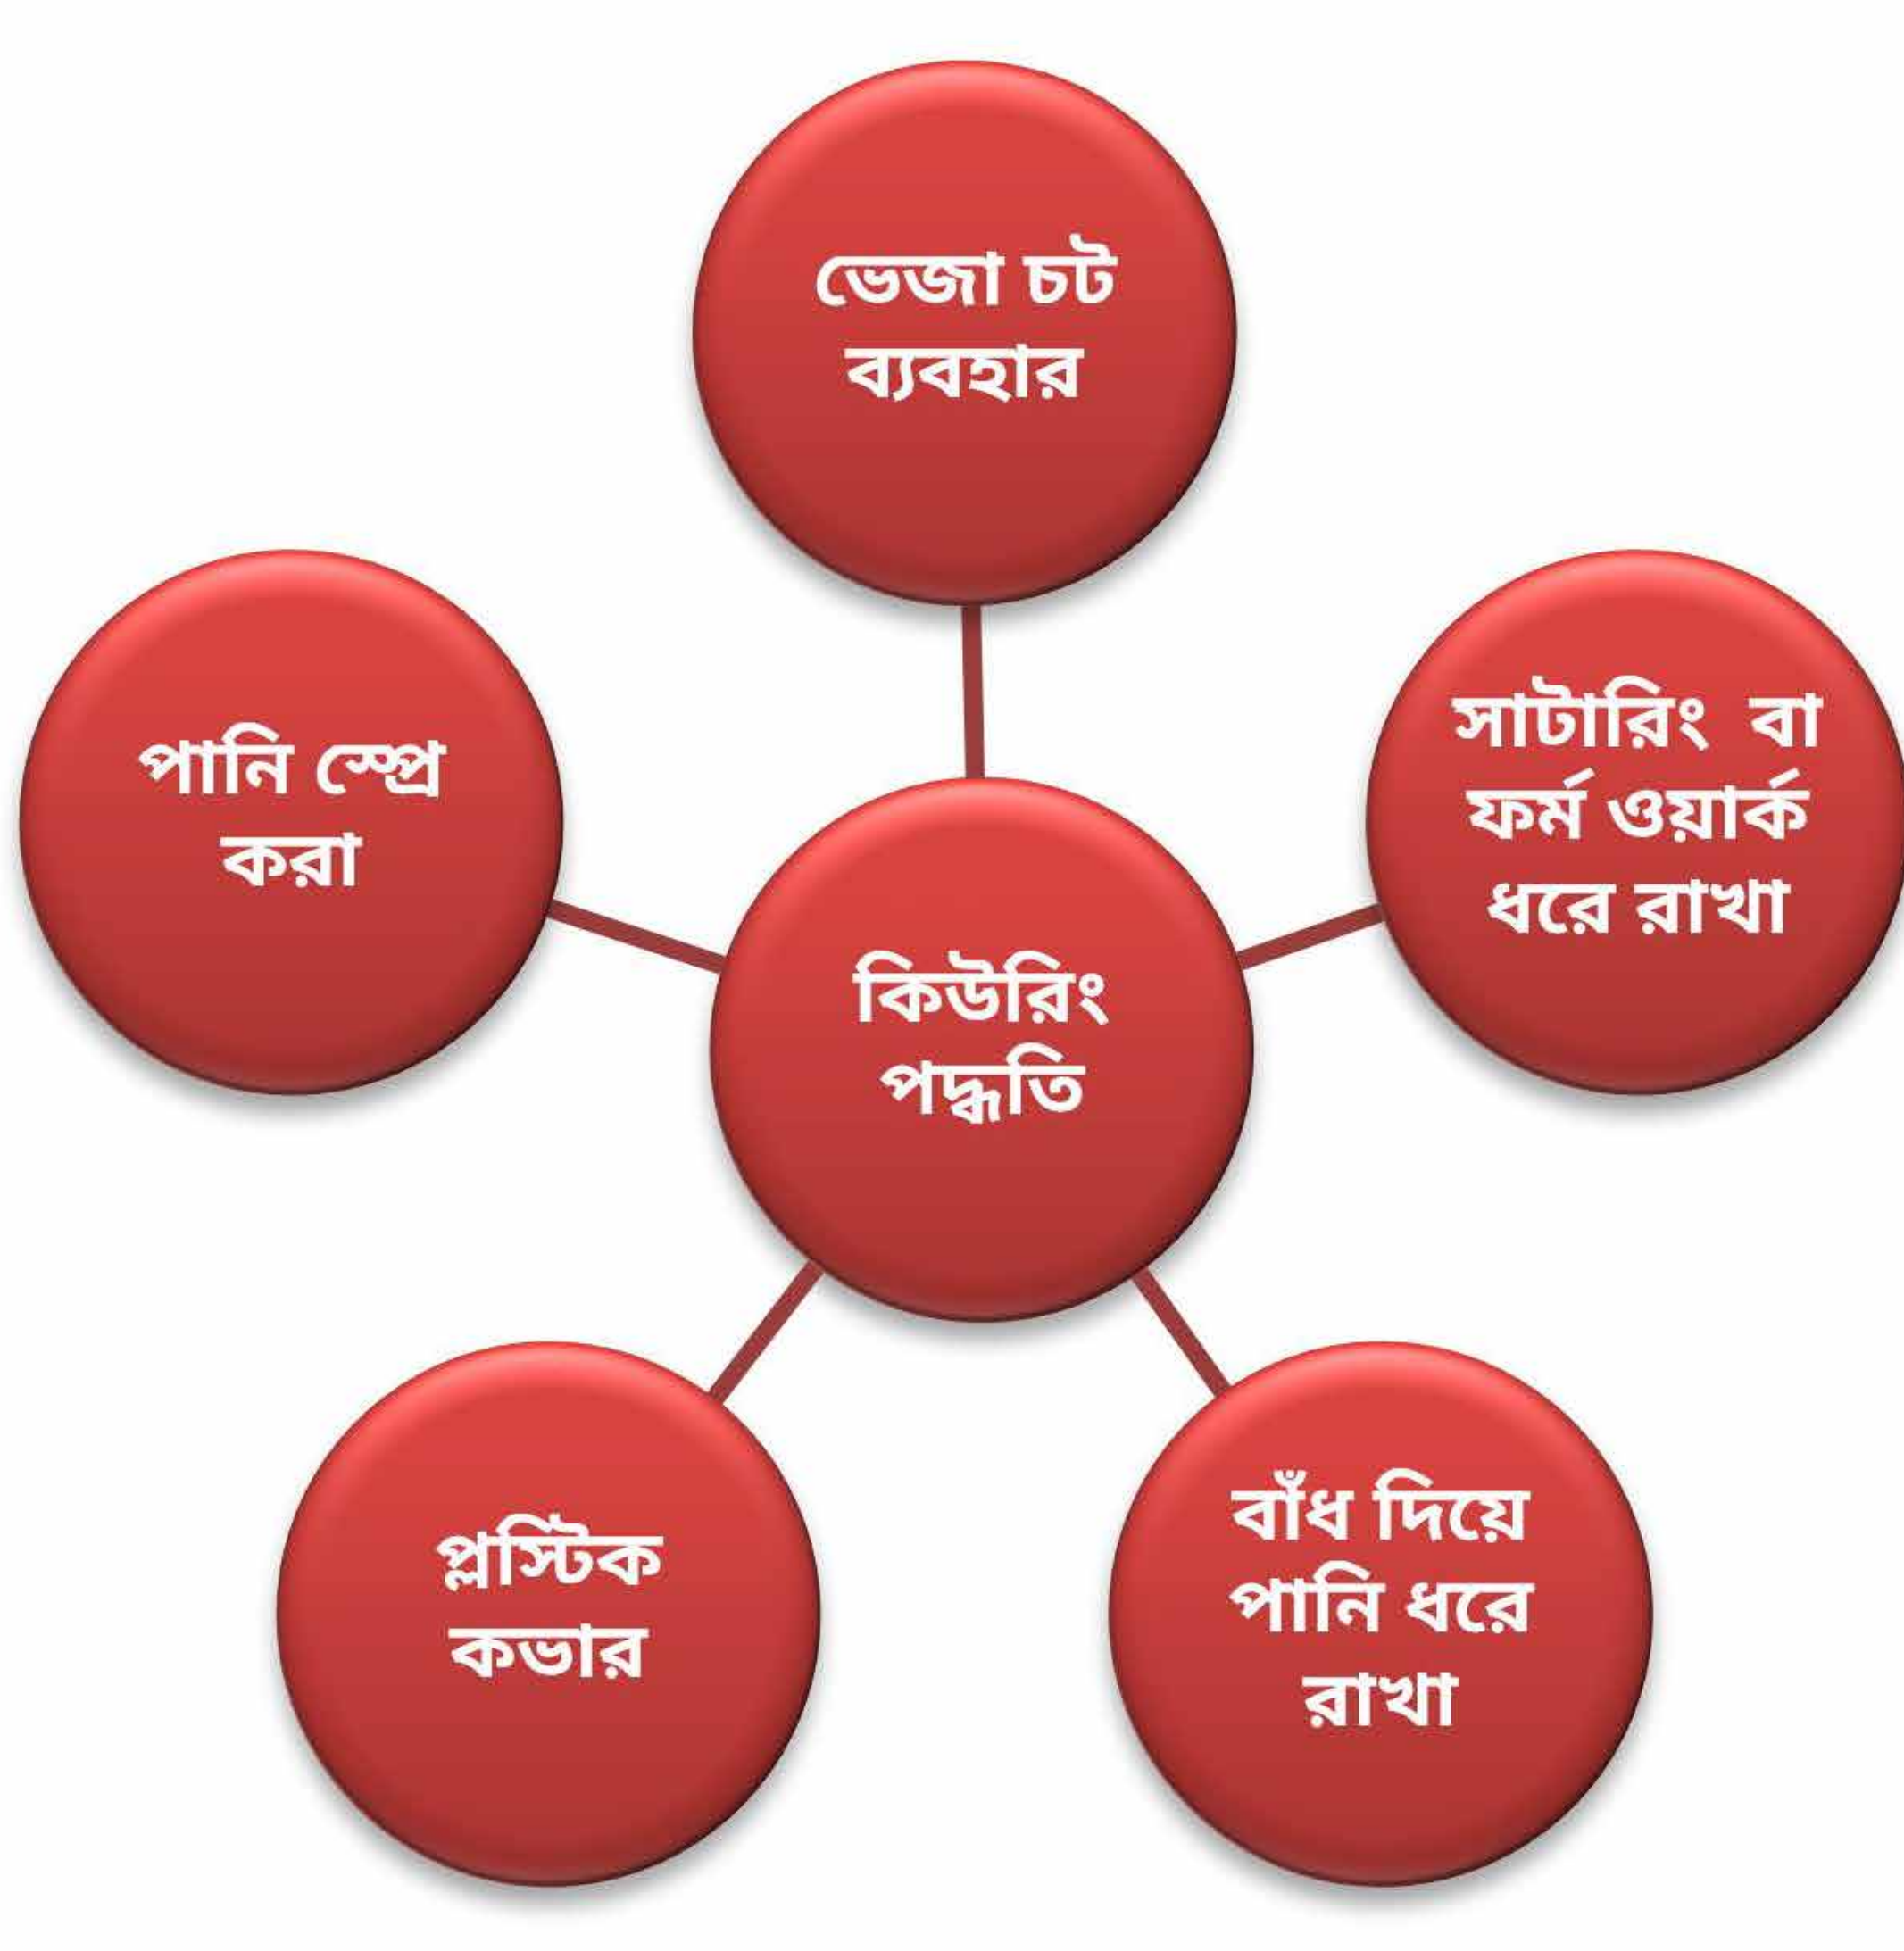 ভেজা চট
ব্যবহার
পানি স্প্রে
করা
সাটারিং বা
ফর্ম ওয়ার্ক
ধরে রাখা
কিউরিং
পদ্ধতি
প্লস্টিক
কভার
বাঁধ দিয়ে
পানি ধরে
রাখা